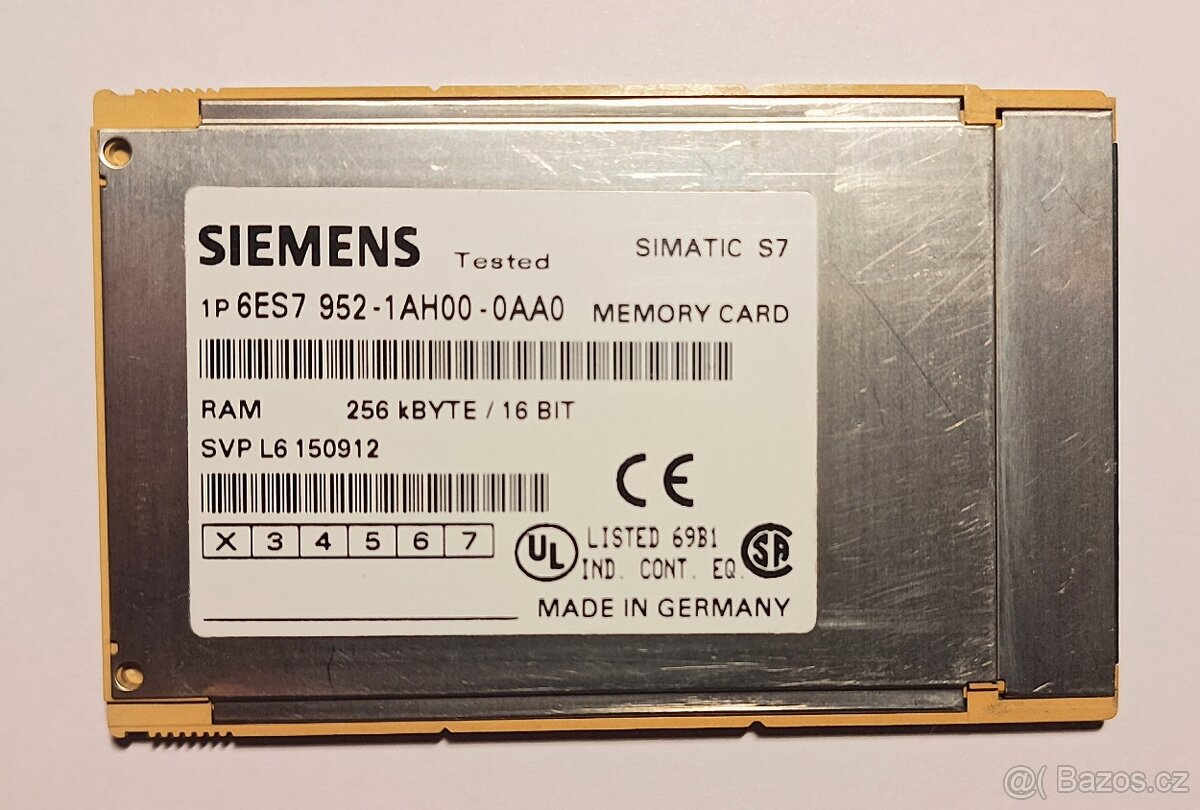 SIEMENS Tested SIMATIC S7
1P 6ES7 952-1AH00-0AA0 MEMORY CARD
RAM 256 kBYTE / 16 BIT
SVP L6 150912
CE
X 3 4 5 6 7
UL LISTED 69B1 SA
IND. CONT. EQ.
MADE IN GERMANY
@( Bazos.cz